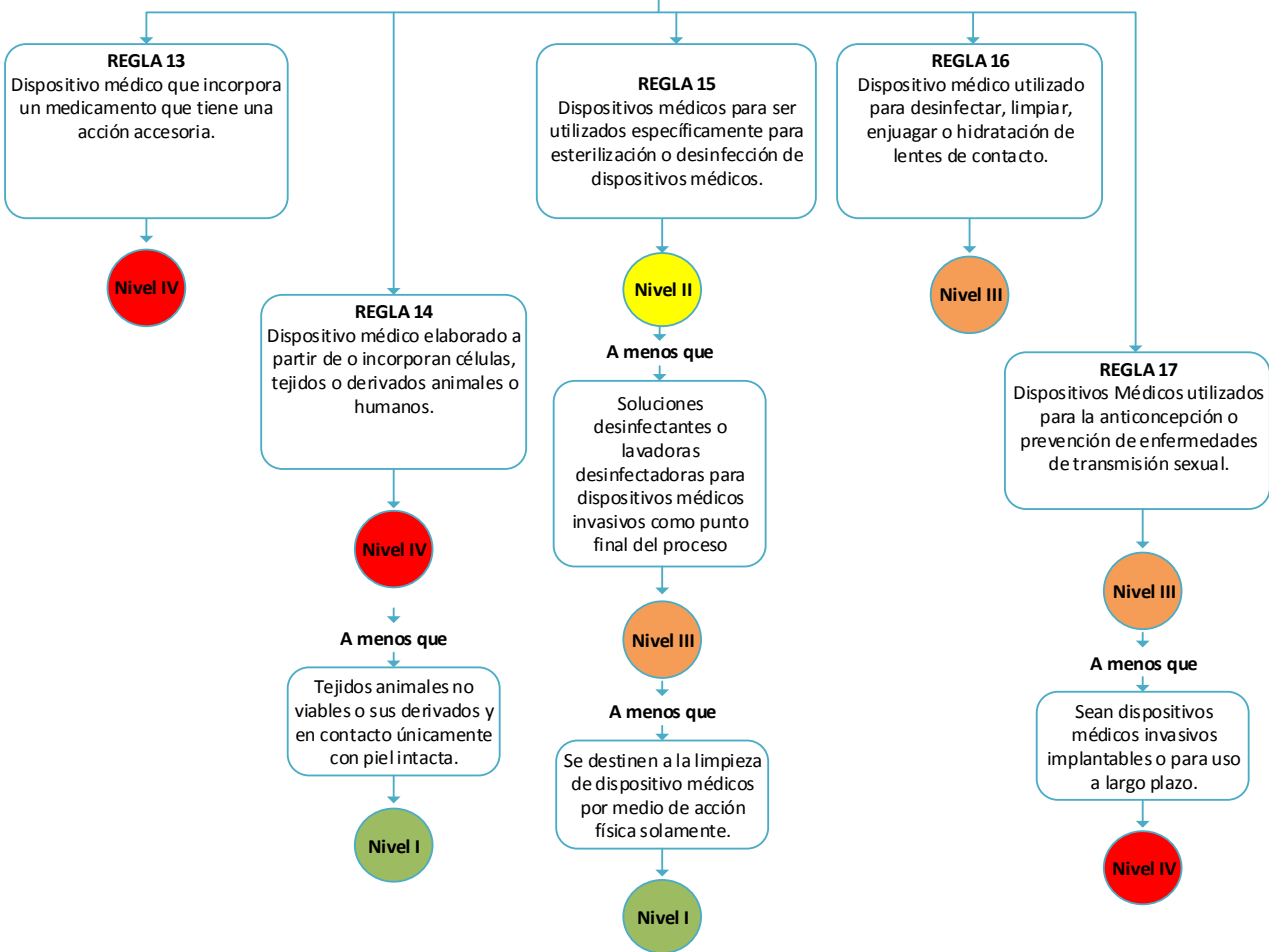 REGLA 13
Dispositivo médico que incorpora
un medicamento que tiene una
acción accesoria.
Nivel IV
REGLA 14
Dispositivo médico elaborado a
partir de o incorporan células,
tejidos o derivados animales o
humanos.
Nivel IV
A menos que
Tejidos animales no
viables o sus derivados y
en contacto únicamente
con piel intacta.
Nivel I
REGLA 15
Dispositivos médicos para ser
utilizados específicamente para
esterilización o desinfección de
dispositivos médicos.
Nivel II
A menos que
Soluciones
desinfectantes o
lavadoras
desinfectadoras para
dispositivos médicos
invasivos como punto
final del proceso
Nivel III
A menos que
Se destinen a la limpieza
de dispositivo médicos
por medio de acción
física solamente.
Nivel I
REGLA 16
Dispositivo médico utilizado
para desinfectar, limpiar,
enjuagar o hidratación de
lentes de contacto.
Nivel III
REGLA 17
Dispositivos Médicos utilizados
para la anticoncepción o
prevención de enfermedades
de transmisión sexual.
Nivel III
A menos que
Sean dispositivos
médicos invasivos
implantables o para uso
a largo plazo.
Nivel IV